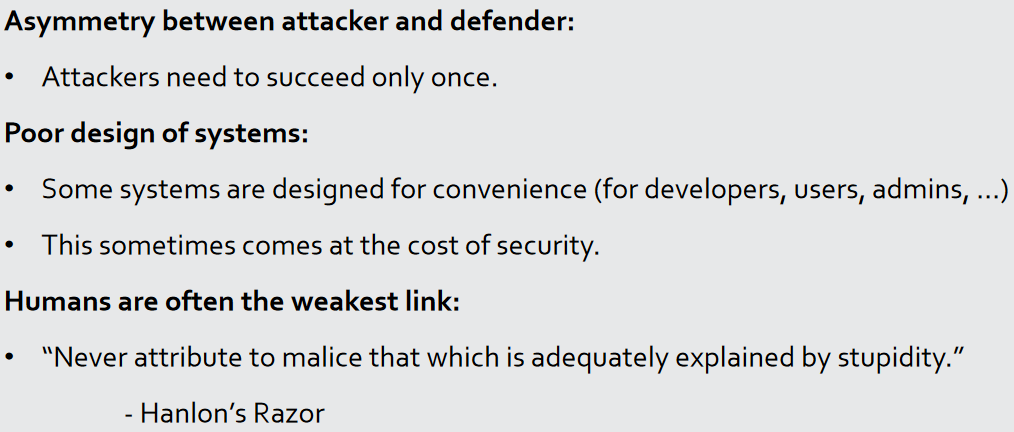 Asymmetry between attacker and defender:
• Attackers need to succeed only once.
Poor design of systems:
• Some systems are designed for convenience (for developers, users, admins, ...)
• This sometimes comes at the cost of security.
Humans are often the weakest link:
• “Never attribute to malice that which is adequately explained by stupidity.”
- Hanlon’s Razor